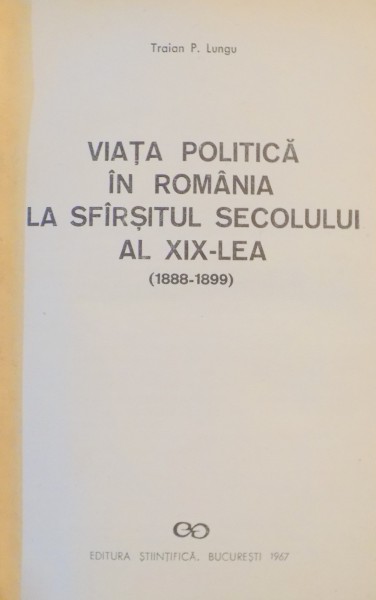 Traian P. Lungu
VIAȚA POLITICĂ
ÎN ROMÂNIA
LA SFÎRȘITUL SECOLULUI
AL XIX-LEA
(1888-1899)
EDITURA ȘTIINȚIFICĂ, BUCUREȘTI 1967